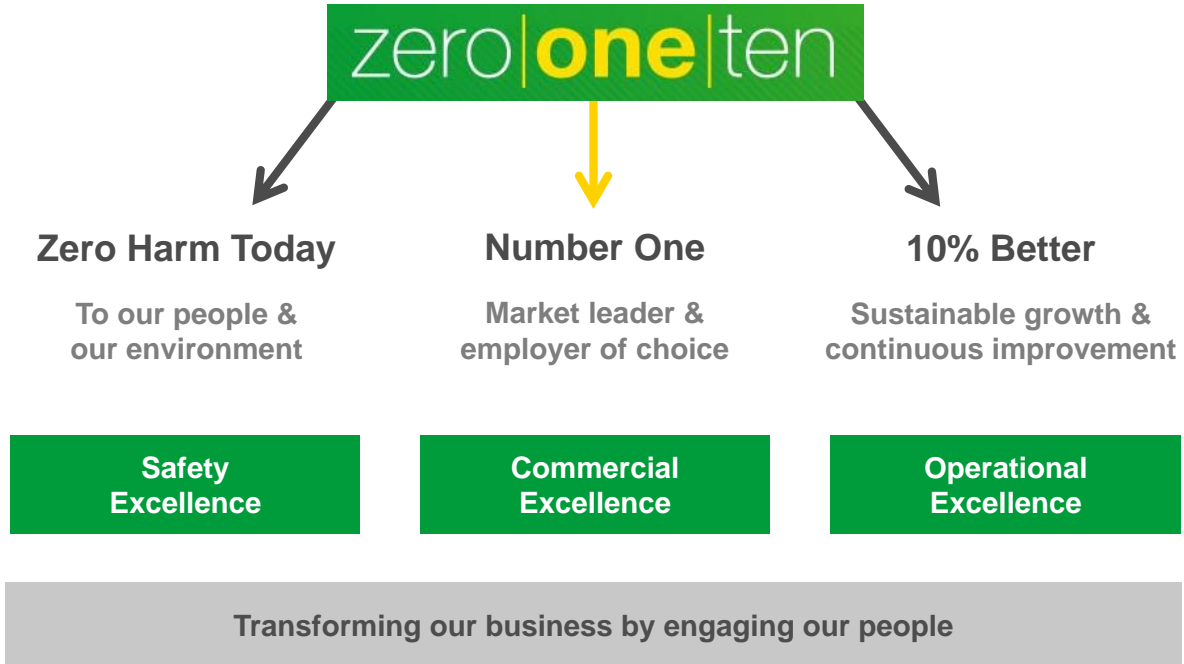 zero|one|ten
Zero Harm Today
To our people &
our environment
Number One
Market leader &
employer of choice
10% Better
Sustainable growth &
continuous improvement
Safety
Excellence
Commercial
Excellence
Operational
Excellence
Transforming our business by engaging our people